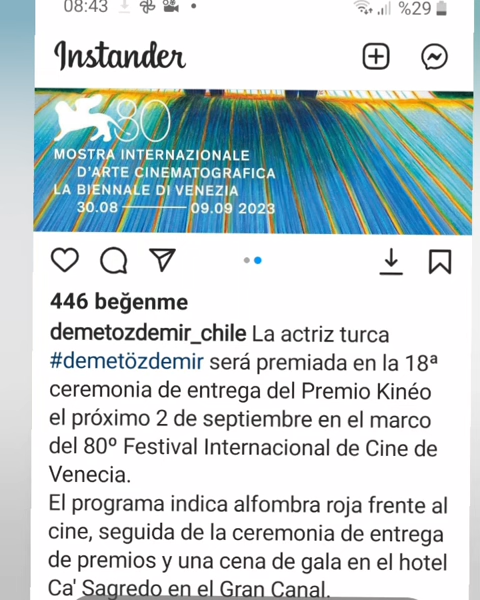 08:43
%29
Instander
80
MOSTRA INTERNAZIONALE
D'ARTE CINEMATOGRAFICA
LA BIENNALE DI VENEZIA
30.08 09.09 2023
446 beğenme
demetozdemir_chile La actriz turca
#demetözdemir será premiada en la 18ª
ceremonia de entrega del Premio Kinéo
el próximo 2 de septiembre en el marco
del 80º Festival Internacional de Cine de
Venecia.
El programa indica alfombra roja frente al
cine, seguida de la ceremonia de entrega
de premios y una cena de gala en el hotel
Ca' Sagredo en el Gran Canal.